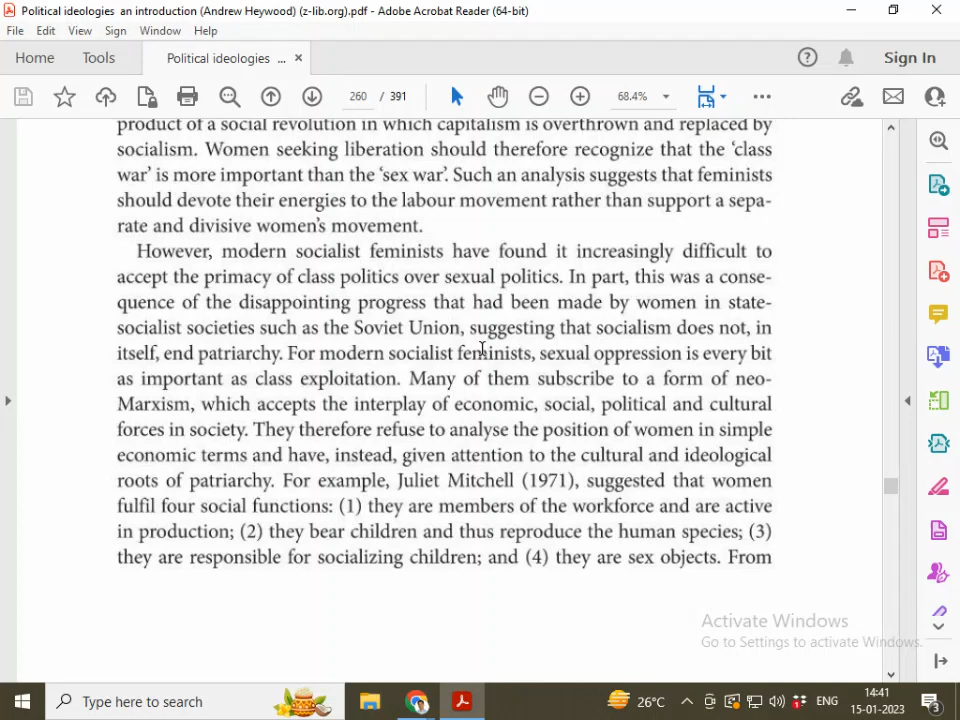 Political ideologies  an introduction (Andrew Heywood) (z-lib.org).pdf - Adobe Acrobat Reader (64-bit)
File Edit View Sign Window Help
Home Tools Political ideologies ... × Sign In
260 / 391 68.4%
product of a social revolution in which capitalism is overthrown and replaced by
socialism. Women seeking liberation should therefore recognize that the ‘class
war’ is more important than the ‘sex war’. Such an analysis suggests that feminists
should devote their energies to the labour movement rather than support a sepa-
rate and divisive women’s movement.
However, modern socialist feminists have found it increasingly difficult to
accept the primacy of class politics over sexual politics. In part, this was a conse-
quence of the disappointing progress that had been made by women in state-
socialist societies such as the Soviet Union, suggesting that socialism does not, in
itself, end patriarchy. For modern socialist feminists, sexual oppression is every bit
as important as class exploitation. Many of them subscribe to a form of neo-
Marxism, which accepts the interplay of economic, social, political and cultural
forces in society. They therefore refuse to analyse the position of women in simple
economic terms and have, instead, given attention to the cultural and ideological
roots of patriarchy. For example, Juliet Mitchell (1971), suggested that women
fulfil four social functions: (1) they are members of the workforce and are active
in production; (2) they bear children and thus reproduce the human species; (3)
they are responsible for socializing children; and (4) they are sex objects. From
Activate Windows
Go to Settings to activate Windows.
Type here to search 26°C ENG 14:41
15-01-2023 3